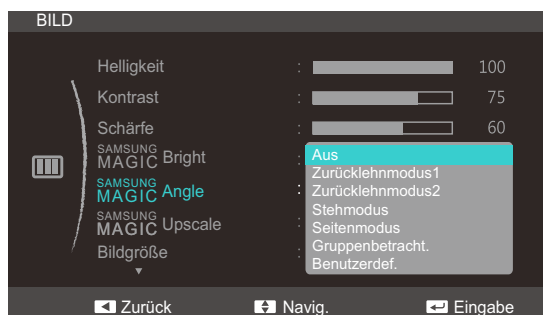 BILD
Helligkeit : 100
Kontrast : 75
Schärfe : 60
SAMSUNG MAGIC Bright :
SAMSUNG MAGIC Angle :
SAMSUNG MAGIC Upscale :
Bildgröße :
Aus
Zurücklehnmodus1
Zurücklehnmodus2
Stehmodus
Seitenmodus
Gruppenbetracht.
Benutzerdef.
Zurück Navig. Eingabe